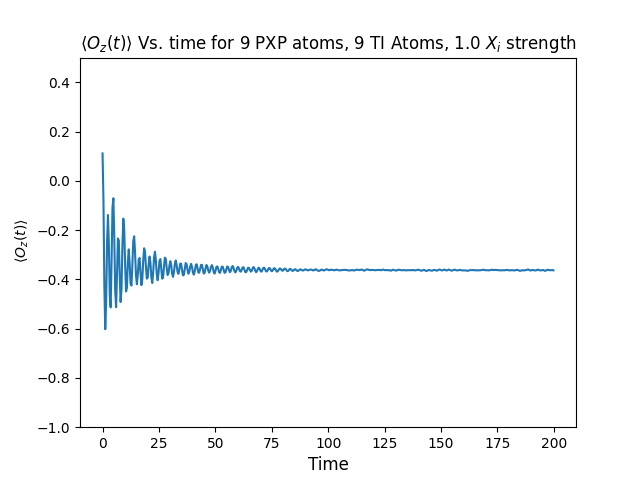 ⟨O_z(t)⟩ Vs. time for 9 PXP atoms, 9 TI Atoms, 1.0 X_i strength
0.4
0.2
0.0
−0.2
−0.4
−0.6
−0.8
−1.0
⟨O_z(t)⟩
0 25 50 75 100 125 150 175 200
Time